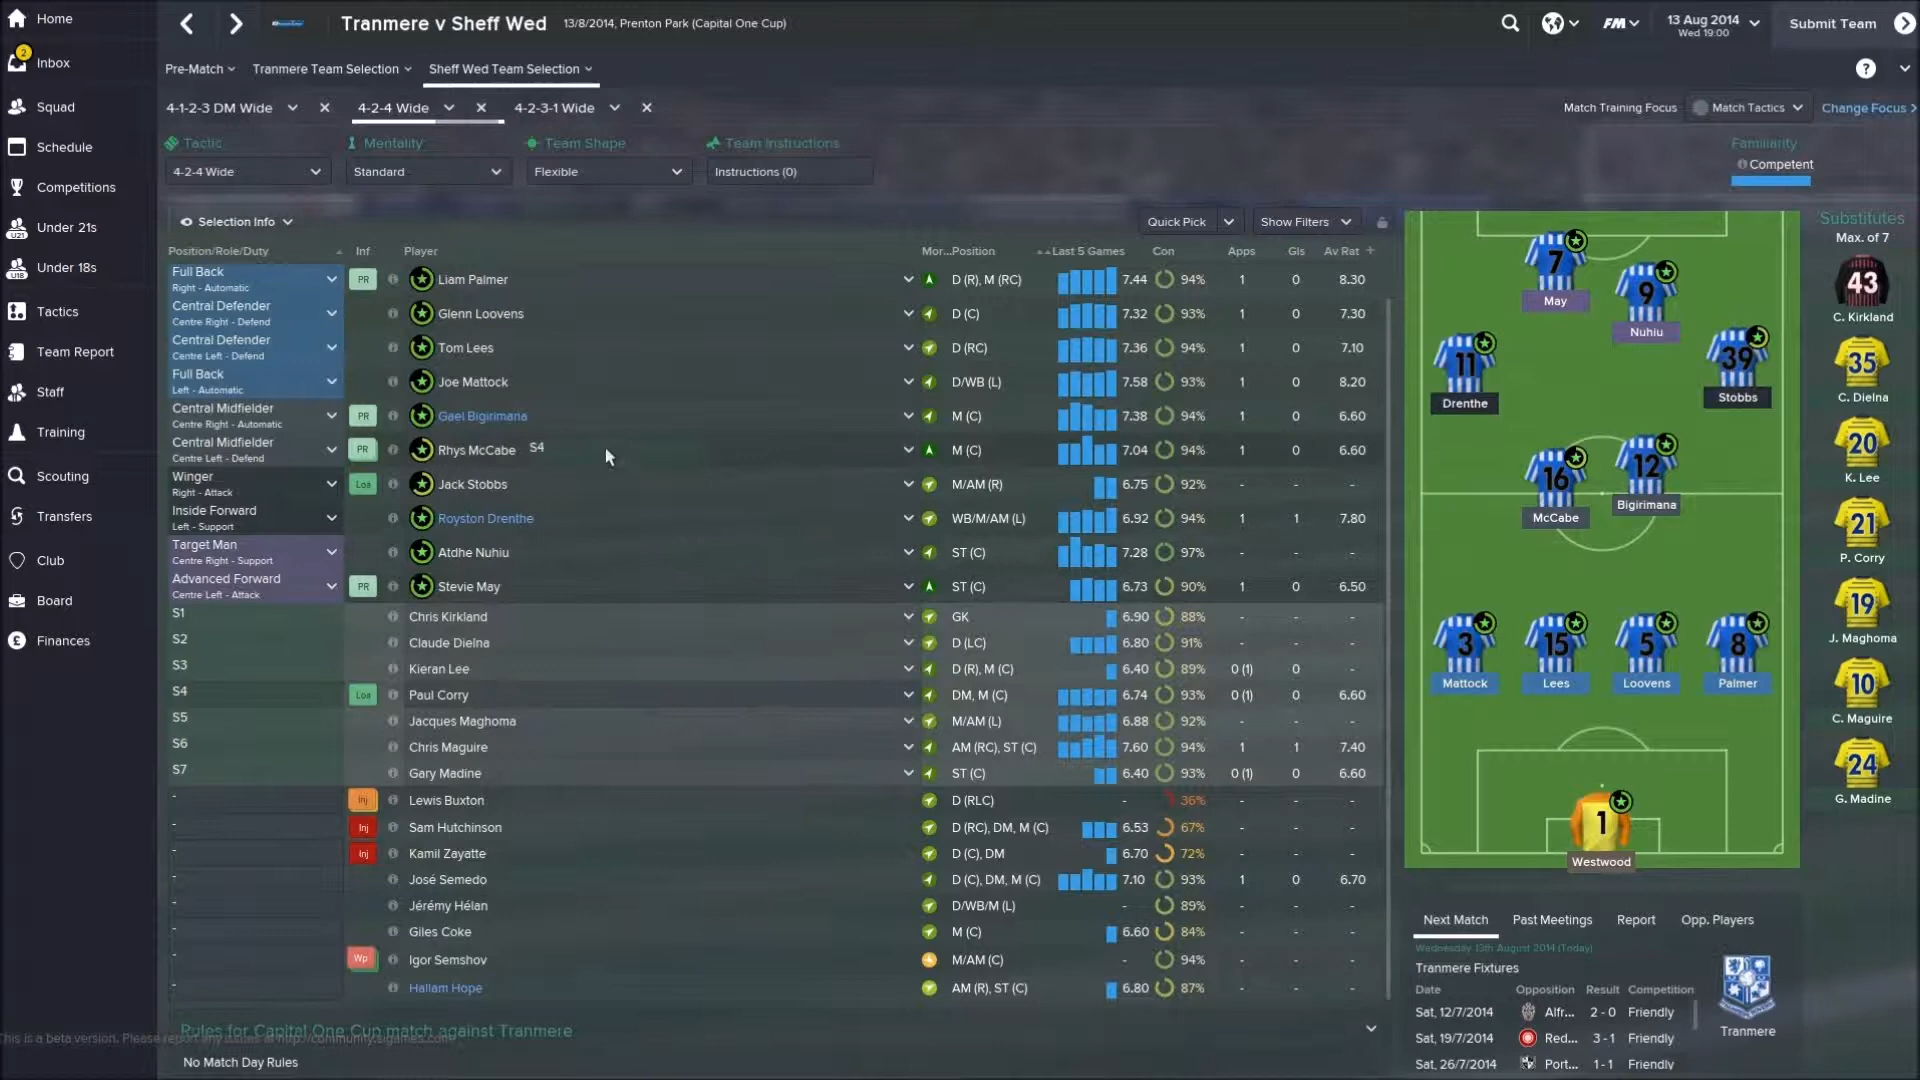 Home
Inbox
2
Squad
Schedule
Competitions
Under 21s
Under 18s
Tactics
Team Report
Staff
Training
Scouting
Transfers
Club
Board
Finances
Tranmere v Sheff Wed 13/8/2014, Prenton Park (Capital One Cup)
FM 13 Aug 2014
Wed 19:00
Submit Team
Pre-Match Tranmere Team Selection Sheff Wed Team Selection
4-1-2-3 DM Wide 4-2-4 Wide 4-2-3-1 Wide
Match Training Focus Match Tactics Change Focus >
Tactic Mentality Team Shape Team Instructions
4-2-4 Wide Standard Flexible Instructions (0)
Familiarity
Competent
Selection Info Quick Pick Show Filters
Position/Role/Duty Inf Player Mor... Position Last 5 Games Con Apps Gls Av Rat +
Full Back
Right - Automatic
PR Liam Palmer D (R), M (RC) 7.44 94% 1 0 8.30
Central Defender
Centre Right - Defend
Glenn Loovens D (C) 7.32 93% 1 0 7.30
Central Defender
Centre Left - Defend
Tom Lees D (RC) 7.36 94% 1 0 7.10
Full Back
Left - Automatic
Joe Mattock D/WB (L) 7.58 93% 1 0 8.20
Central Midfielder
Centre Right - Automatic
PR Gael Bigirimana M (C) 7.38 94% 1 0 6.60
Central Midfielder
Centre Left - Defend
PR Rhys McCabe S4 M (C) 7.04 94% 1 0 6.60
Winger
Right - Attack
Loa Jack Stobbs M/AM (R) 6.75 92% - - -
Inside Forward
Left - Support
Royston Drenthe WB/M/AM (L) 6.92 94% 1 1 7.80
Target Man
Centre Right - Support
Atdhe Nuhiu ST (C) 7.28 97% - - -
Advanced Forward
Centre Left - Attack
PR Stevie May ST (C) 6.73 90% 1 0 6.50
S1 Chris Kirkland GK 6.90 88% - - -
S2 Claude Dielna D (LC) 6.80 91% - - -
S3 Kieran Lee D (R), M (C) 6.40 89% 0 (1) 0 -
S4 Loa Paul Corry DM, M (C) 6.74 93% 0 (1) 0 6.60
S5 Jacques Maghoma M/AM (L) 6.88 92% - - -
S6 Chris Maguire AM (RC), ST (C) 7.60 94% 1 1 7.40
S7 Gary Madine ST (C) 6.40 93% 0 (1) 0 6.60
- Inj Lewis Buxton D (RLC) - 36% - - -
- Inj Sam Hutchinson D (RC), DM, M (C) 6.53 67% - - -
- Inj Kamil Zayatte D (C), DM 6.70 72% - - -
- José Semedo D (C), DM, M (C) 7.10 93% 1 0 6.70
- Jérémy Hélan D/WB/M (L) - 89% - - -
- Giles Coke M (C) 6.60 84% - - -
- Wp Igor Semshov M/AM (C) - 94% - - -
- Hallam Hope AM (R), ST (C) 6.80 87% - - -
Rules for Capital One Cup match against Tranmere
This is a beta version. Please report any issues at http://community.sigames.com
No Match Day Rules
7
May
9
Nuhiu
11
Drenthe
39
Stobbs
16
McCabe
12
Bigirimana
3
Mattock
15
Lees
5
Loovens
8
Palmer
1
Westwood
Substitutes
Max. of 7
43
C. Kirkland
35
C. Dielna
20
K. Lee
21
P. Corry
19
J. Maghoma
10
C. Maguire
24
G. Madine
Next Match Past Meetings Report Opp. Players
Wednesday 13th August 2014 (Today)
Tranmere Fixtures
Date Opposition Result Competition
Sat, 12/7/2014 Alfr... 2 - 0 Friendly
Sat, 19/7/2014 Red... 3 - 1 Friendly
Sat, 26/7/2014 Port... 1 - 1 Friendly
Tranmere